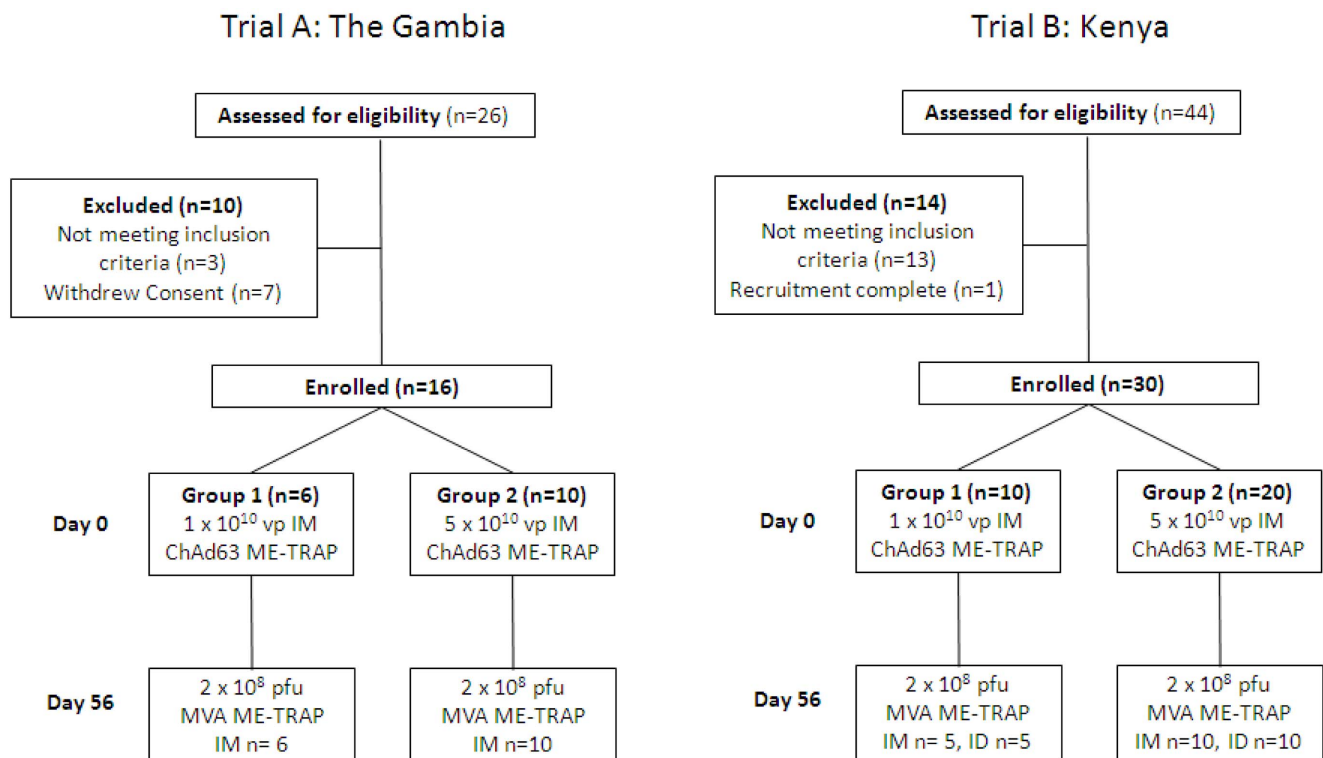 Trial A: The Gambia
Assessed for eligibility (n=26)
Excluded (n=10)
Not meeting inclusion
criteria (n=3)
Withdrew Consent (n=7)
Enrolled (n=16)
Day 0
Group 1 (n=6)
1 x 10¹⁰ vp IM
ChAd63 ME-TRAP
Group 2 (n=10)
5 x 10¹⁰ vp IM
ChAd63 ME-TRAP
Day 56
2 x 10⁸ pfu
MVA ME-TRAP
IM n= 6
2 x 10⁸ pfu
MVA ME-TRAP
IM n=10
Trial B: Kenya
Assessed for eligibility (n=44)
Excluded (n=14)
Not meeting inclusion
criteria (n=13)
Recruitment complete (n=1)
Enrolled (n=30)
Day 0
Group 1 (n=10)
1 x 10¹⁰ vp IM
ChAd63 ME-TRAP
Group 2 (n=20)
5 x 10¹⁰ vp IM
ChAd63 ME-TRAP
Day 56
2 x 10⁸ pfu
MVA ME-TRAP
IM n= 5, ID n=5
2 x 10⁸ pfu
MVA ME-TRAP
IM n=10, ID n=10